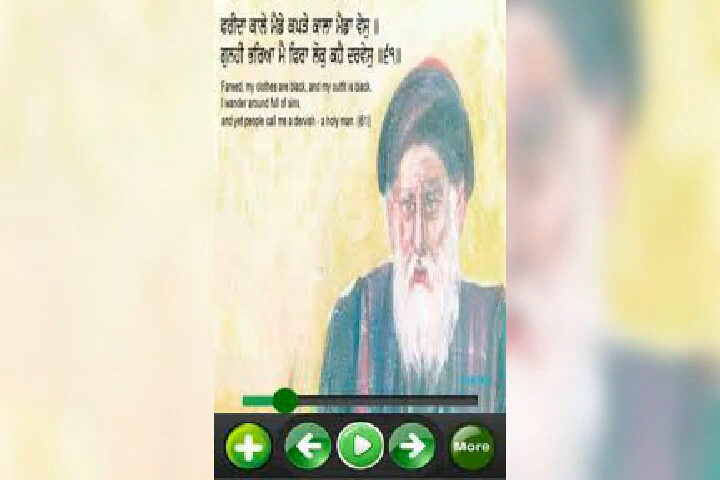 ਫਰੀਦਾ ਕਾਲੇ ਮੈਡੇ ਕਪੜੇ ਕਾਲਾ ਮੈਡਾ ਵੇਸੁ ॥
ਗੁਨਹੀ ਭਰਿਆ ਮੈ ਫਿਰਾ ਲੋਕੁ ਕਹੈ ਦਰਵੇਸੁ ॥੬੧॥
Fareed, my clothes are black, and my outfit is black.
I wander around full of sins,
and yet people call me a dervish - a holy man. ||61||
More